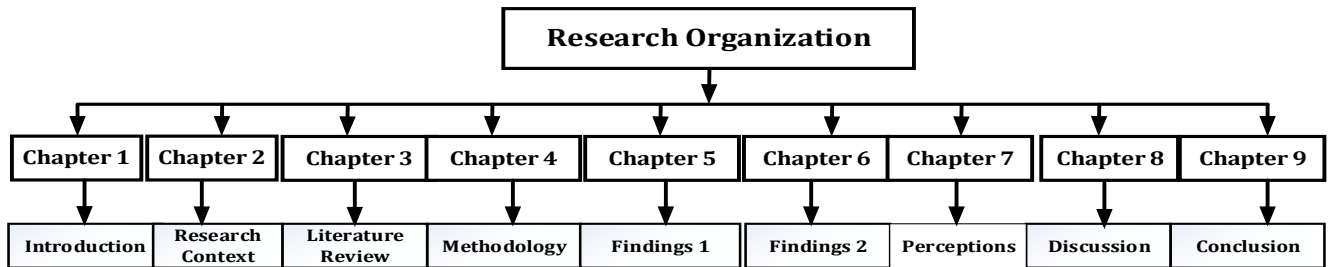 Research Organization
Chapter 1
Chapter 2
Chapter 3
Chapter 4
Chapter 5
Chapter 6
Chapter 7
Chapter 8
Chapter 9
Introduction
Research
Context
Literature
Review
Methodology
Findings 1
Findings 2
Perceptions
Discussion
Conclusion